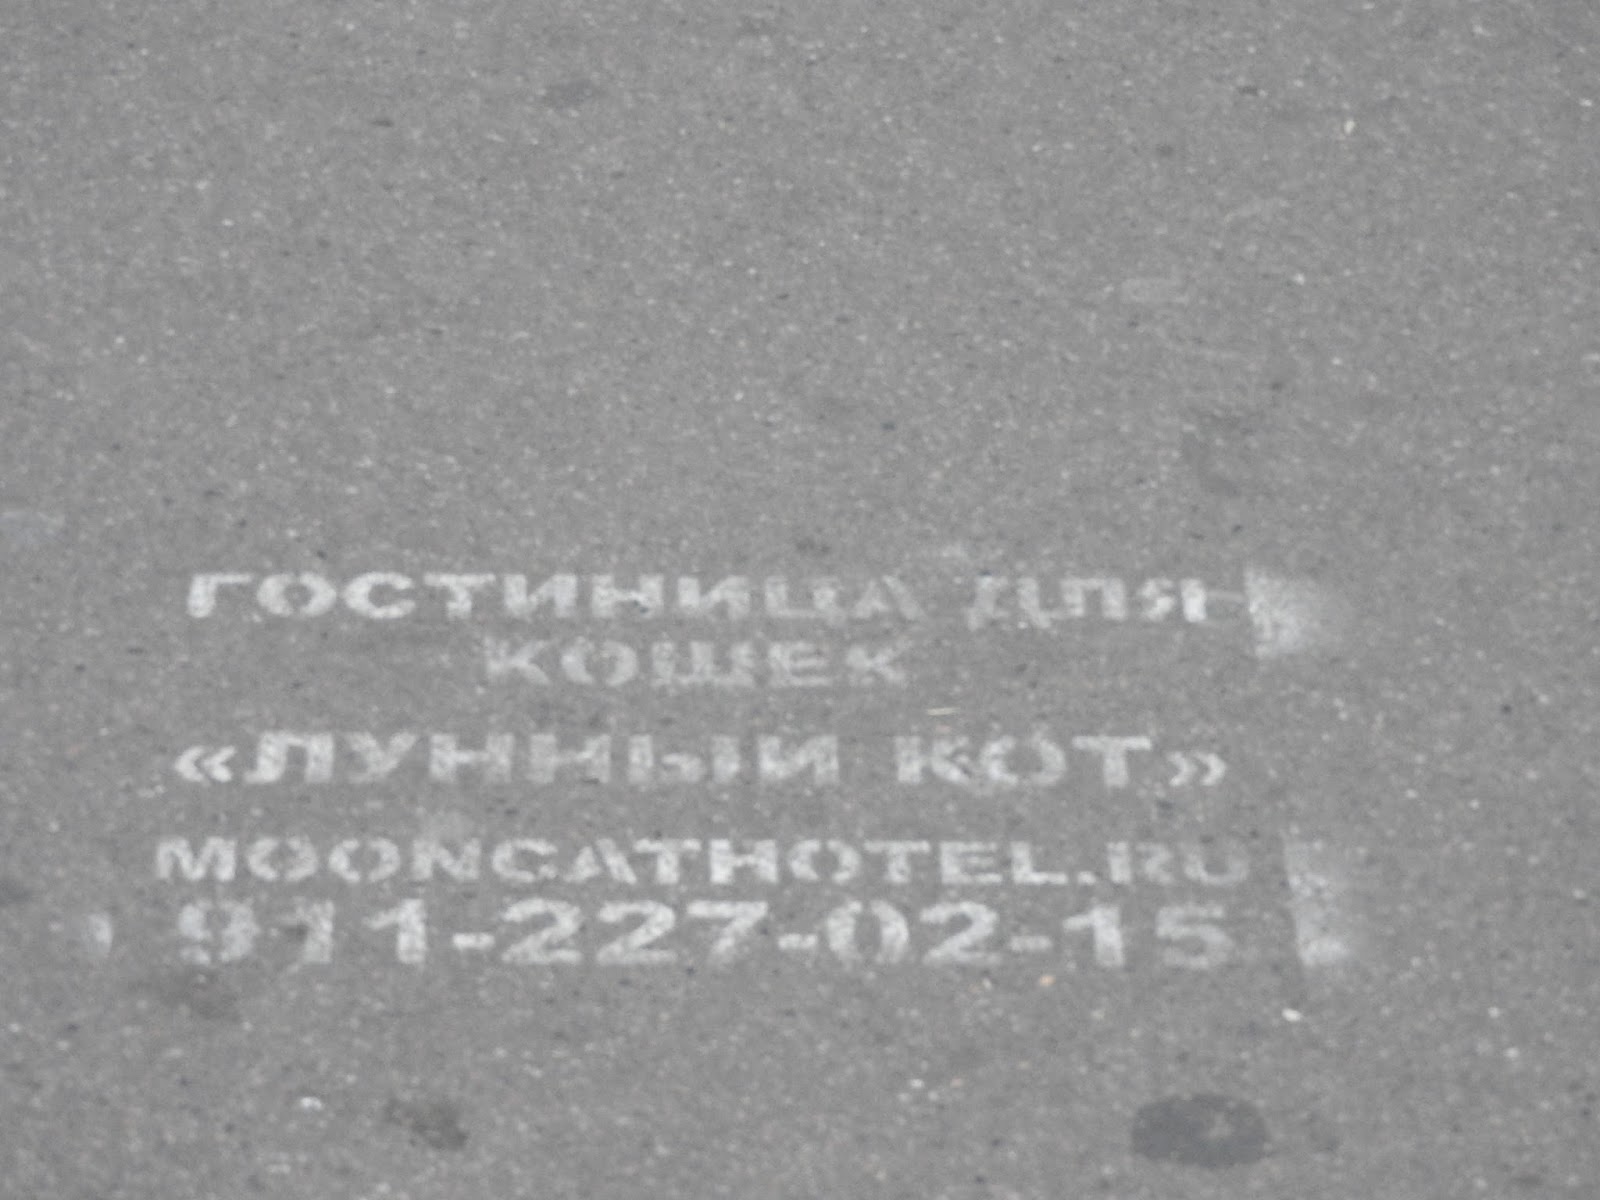 ГОСТИНИЦА ДЛЯ
КОШЕК
«ЛУННЫЙ КОТ»
MOONCATHOTEL.RU
911-227-02-15